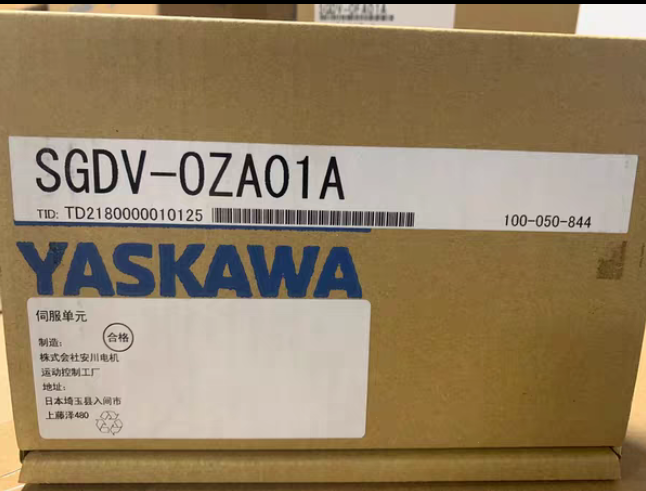 SGDV-0FA01A
SGDV-0ZA01A
TID: TD2180000010125
100-050-844
YASKAWA
伺服单元
制造:
合格
株式会社安川电机
运动控制工厂
地址:
日本埼玉县入间市
上藤泽480